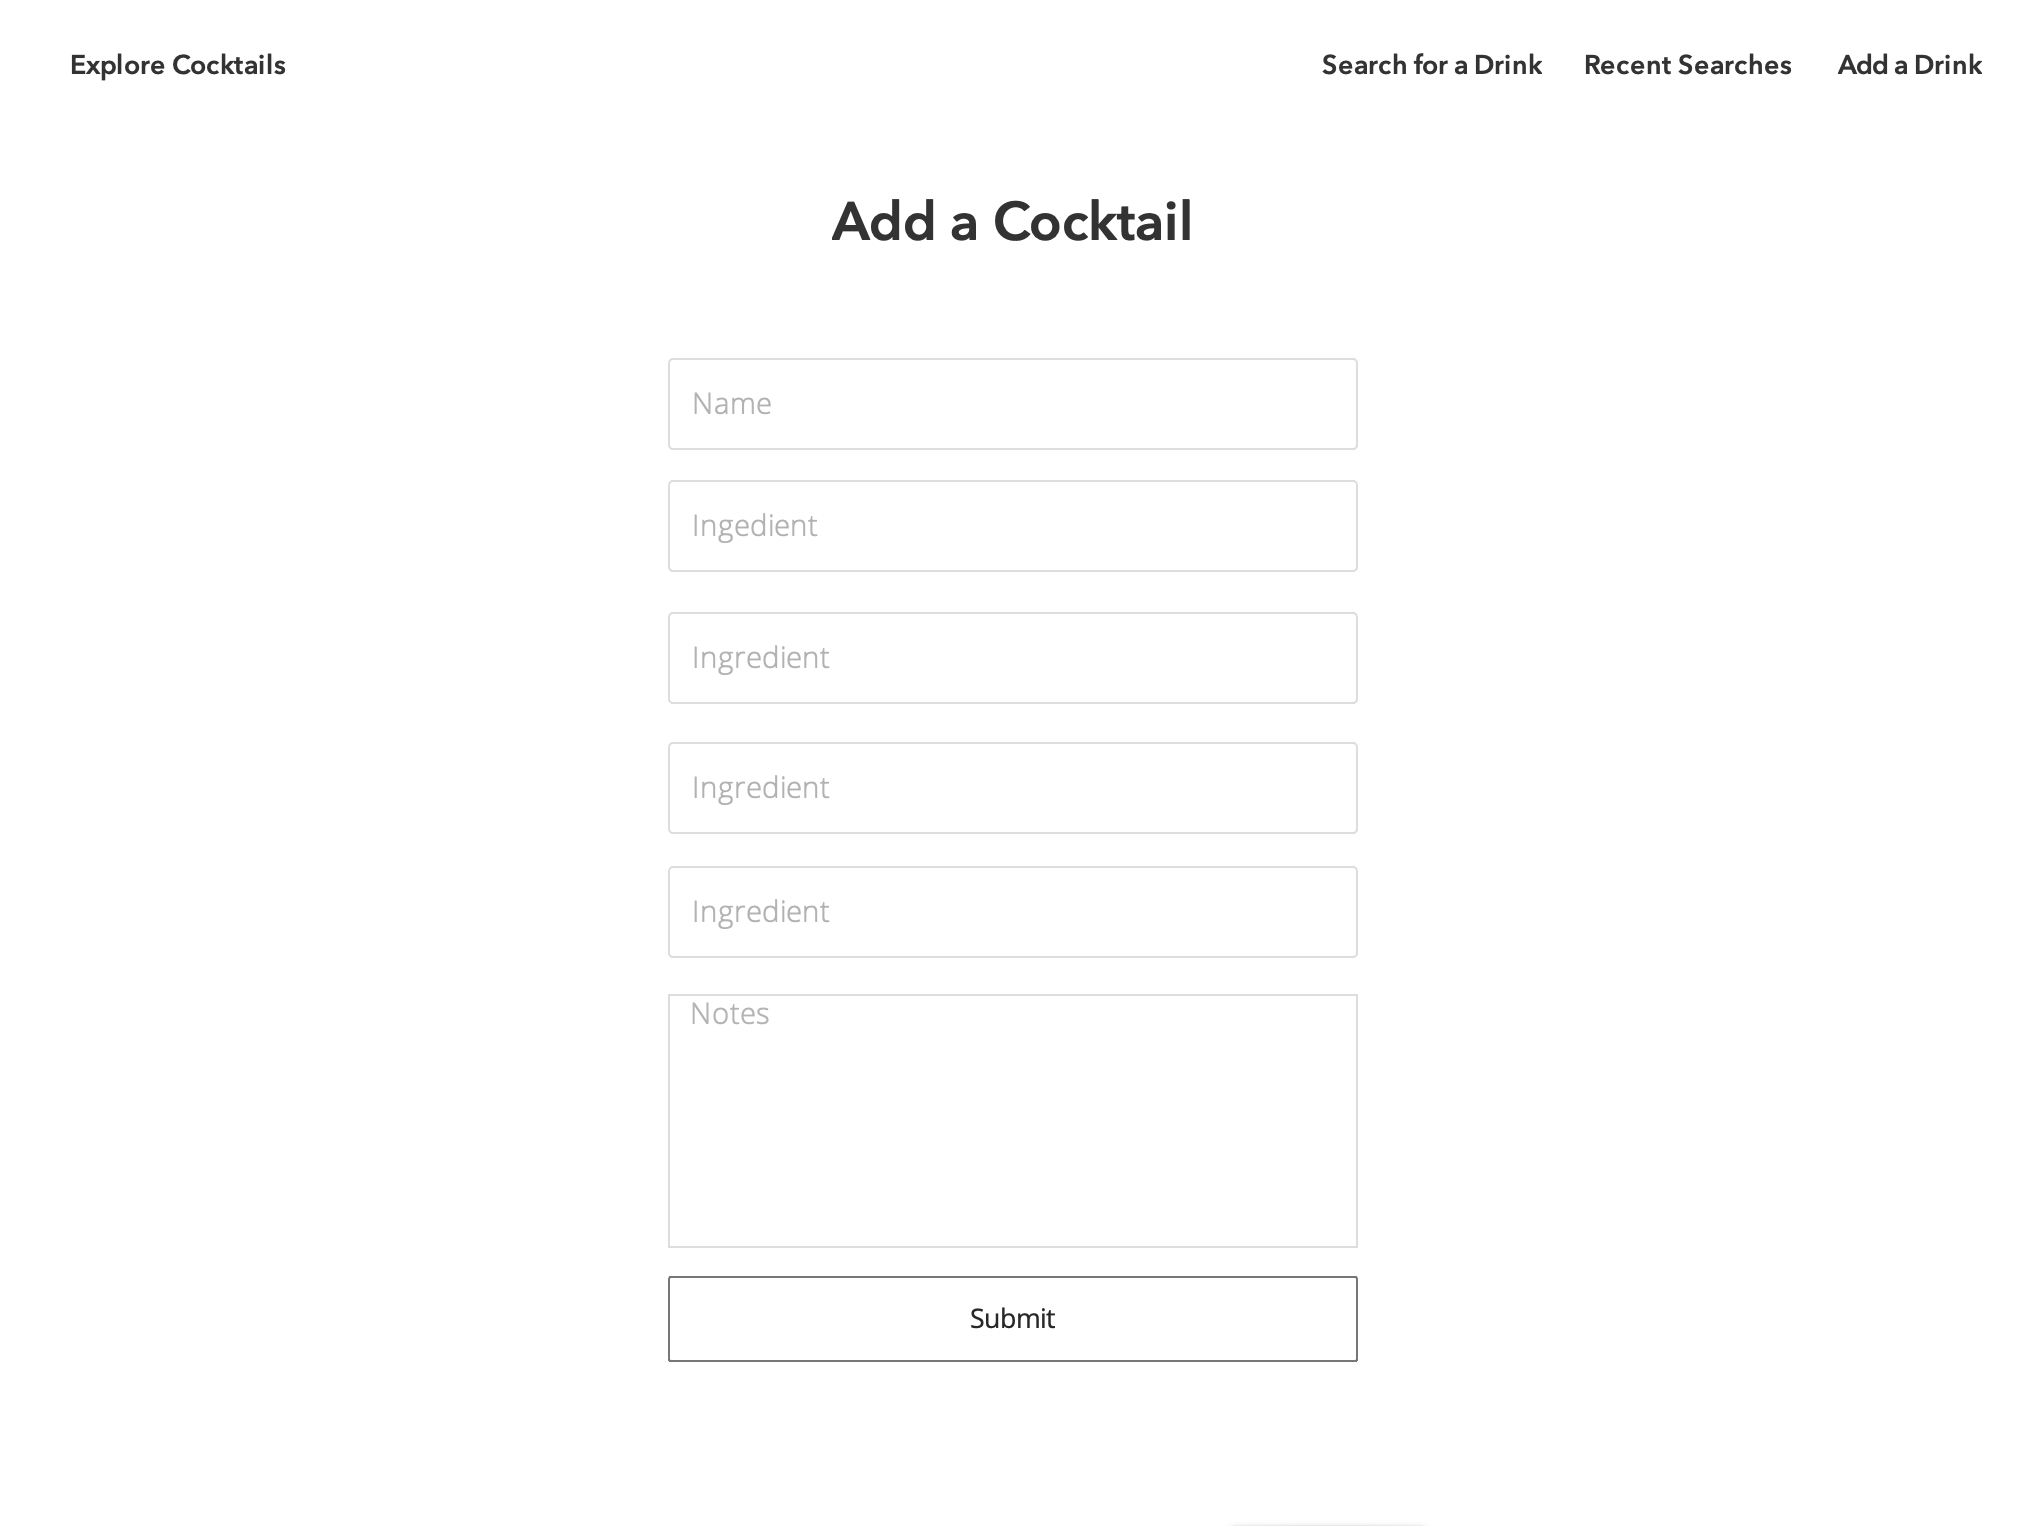 Explore Cocktails Search for a Drink Recent Searches Add a Drink
Add a Cocktail
Name
Ingedient
Ingredient
Ingredient
Ingredient
Notes
Submit